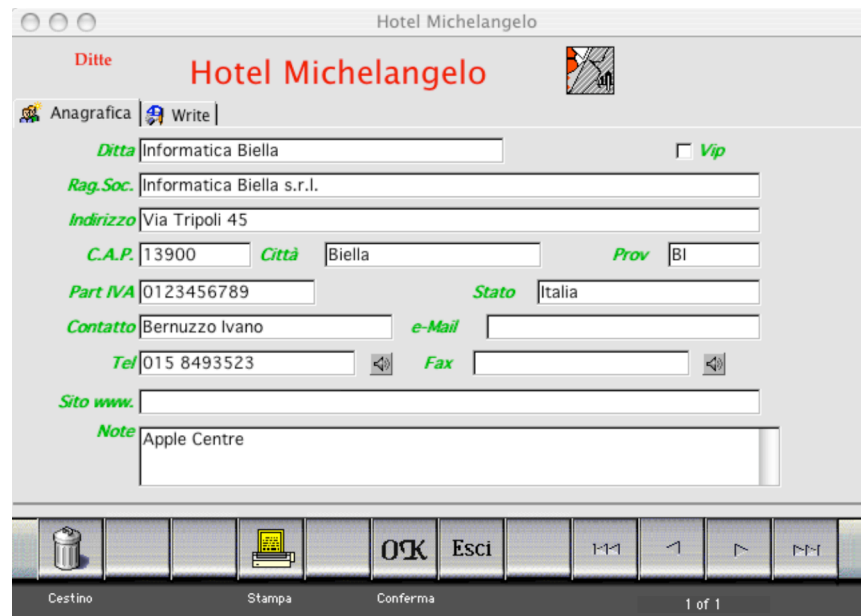 Hotel Michelangelo
Ditte
Hotel Michelangelo
Anagrafica Write
Ditta Informatica Biella Vip
Rag.Soc. Informatica Biella s.r.l.
Indirizzo Via Tripoli 45
C.A.P. 13900 Città Biella Prov BI
Part IVA 0123456789 Stato Italia
Contatto Bernuzzo Ivano e-Mail
Tel 015 8493523 Fax
Sito www.
Note Apple Centre
OK Esci
Cestino Stampa Conferma 1 of 1